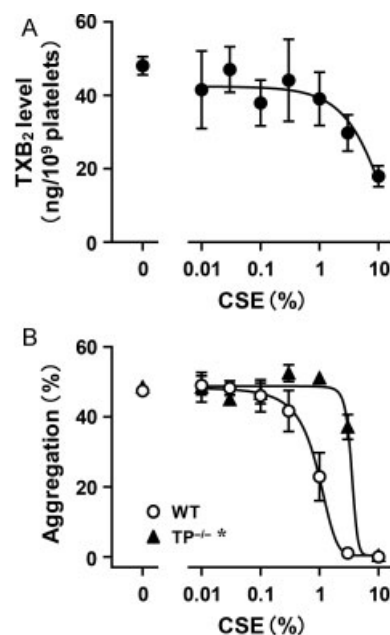 A
TXB₂ level
(ng/10⁹ platelets)
60
40
20
0
0 0.01 0.1 1 10
CSE (%)
B
Aggregation (%)
60
40
20
0
WT
TP⁻/⁻ *
0 0.01 0.1 1 10
CSE (%)